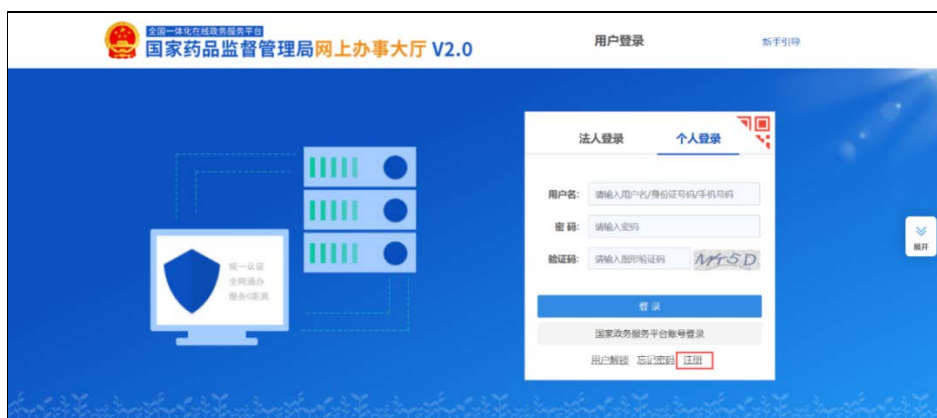 全国一体化在线政务服务平台
国家药品监督管理局网上办事大厅 V2.0
用户登录
新手引导
法人登录 个人登录
用户名: 请输入用户名/身份证号码/手机号码
密 码: 请输入密码
验证码: 请输入图形验证码 M45D
登 录
国家政务服务平台账号登录
用户解锁 忘记密码 注册
统一认证
全网通办
服务0距离
展开